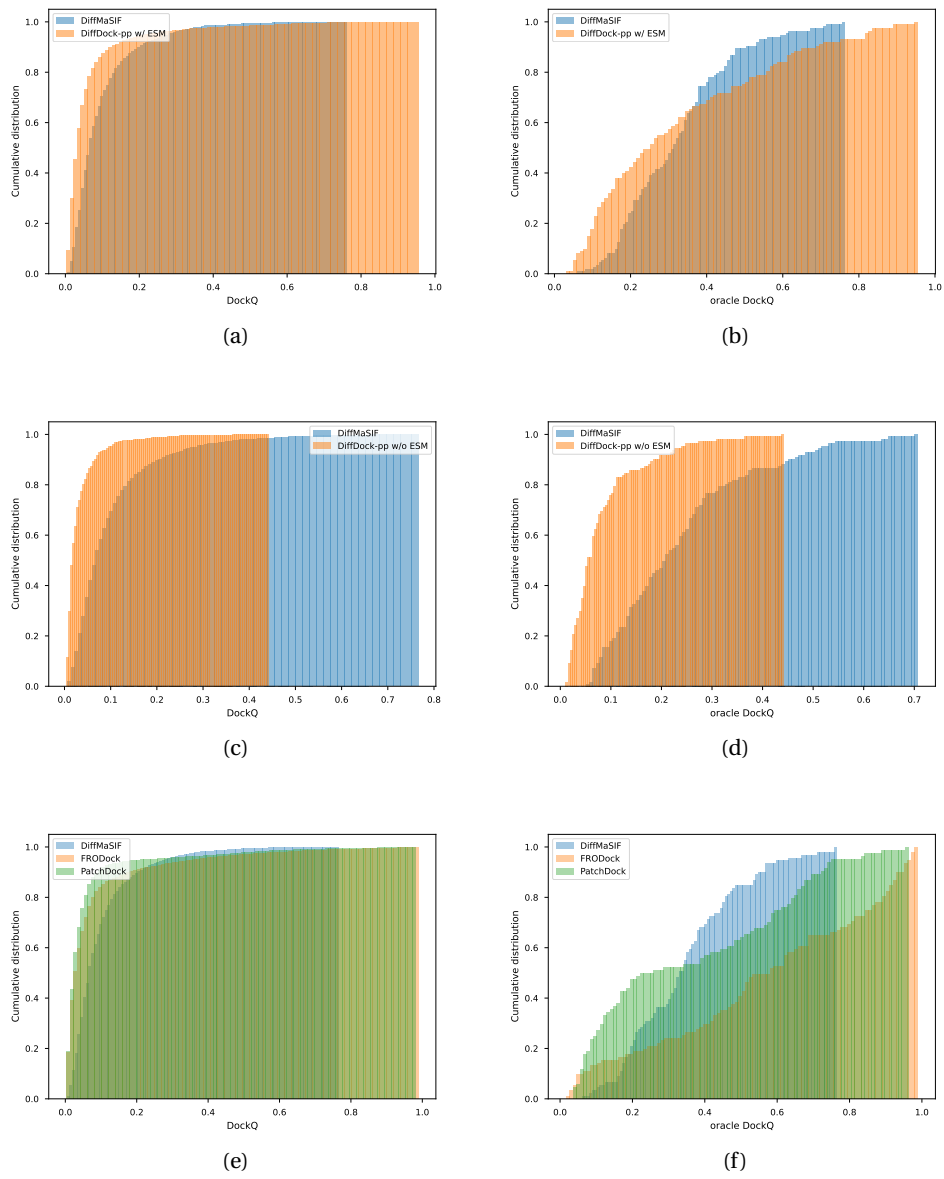 DiffMaSIF
DiffDock-pp w/ ESM
Cumulative distribution
1.0
0.8
0.6
0.4
0.2
0.0
0.0 0.2 0.4 0.6 0.8 1.0
DockQ
(a)
DiffMaSIF
DiffDock-pp w/ ESM
Cumulative distribution
1.0
0.8
0.6
0.4
0.2
0.0
0.0 0.2 0.4 0.6 0.8 1.0
oracle DockQ
(b)
DiffMaSIF
DiffDock-pp w/o ESM
Cumulative distribution
1.0
0.8
0.6
0.4
0.2
0.0
0.0 0.1 0.2 0.3 0.4 0.5 0.6 0.7 0.8
DockQ
(c)
DiffMaSIF
DiffDock-pp w/o ESM
Cumulative distribution
1.0
0.8
0.6
0.4
0.2
0.0
0.0 0.1 0.2 0.3 0.4 0.5 0.6 0.7
oracle DockQ
(d)
DiffMaSIF
FRODock
PatchDock
Cumulative distribution
1.0
0.8
0.6
0.4
0.2
0.0
0.0 0.2 0.4 0.6 0.8 1.0
DockQ
(e)
DiffMaSIF
FRODock
PatchDock
Cumulative distribution
1.0
0.8
0.6
0.4
0.2
0.0
0.0 0.2 0.4 0.6 0.8 1.0
oracle DockQ
(f)